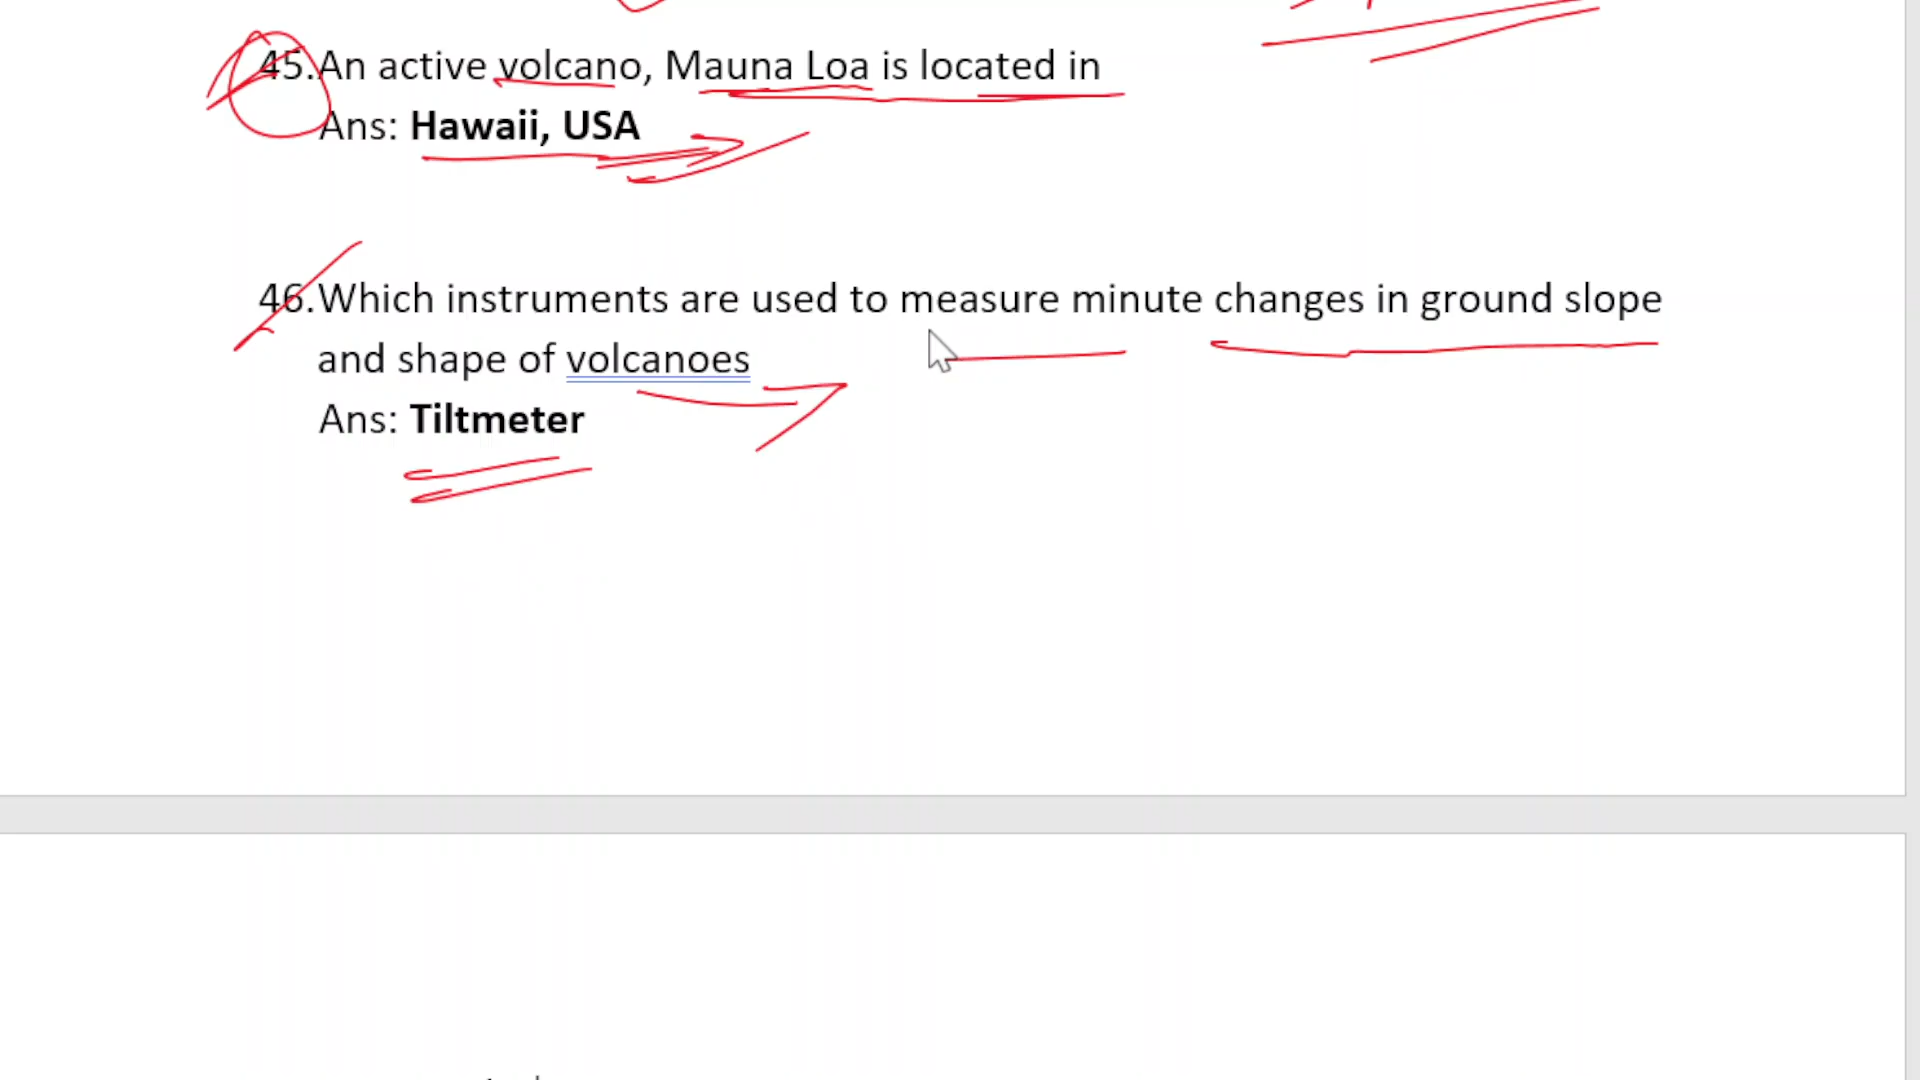 45.An active volcano, Mauna Loa is located in
Ans: Hawaii, USA
46.Which instruments are used to measure minute changes in ground slope
and shape of volcanoes
Ans: Tiltmeter